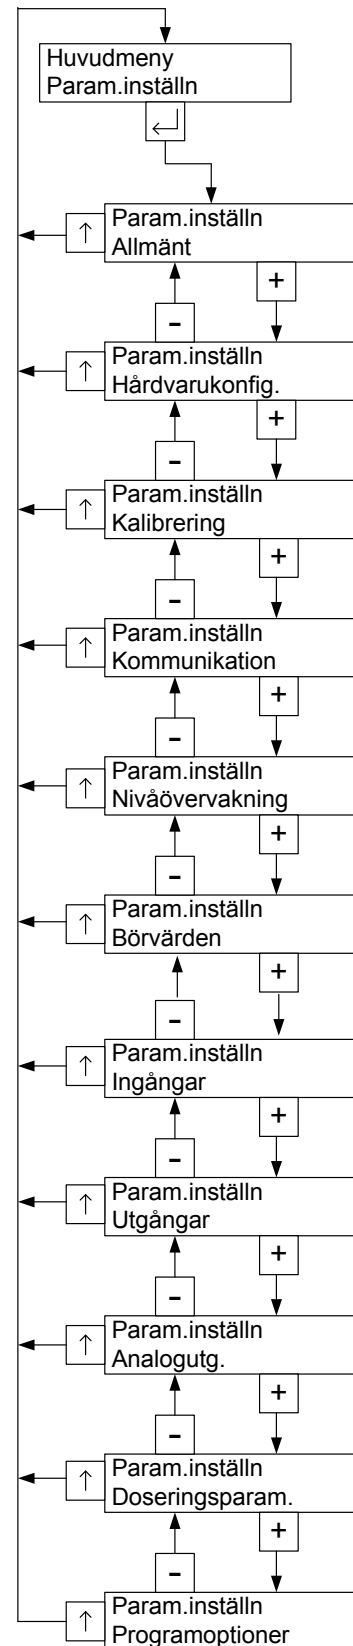 Huvudmeny
Param.inställn
↵
Param.inställn
Allmänt
↑
+
-
Param.inställn
Hårdvarukonfig.
↑
+
-
Param.inställn
Kalibrering
↑
+
-
Param.inställn
Kommunikation
↑
+
-
Param.inställn
Nivåövervakning
↑
+
-
Param.inställn
Börvärden
↑
+
-
Param.inställn
Ingångar
↑
+
-
Param.inställn
Utgångar
↑
+
-
Param.inställn
Analogutg.
↑
+
-
Param.inställn
Doseringsparam.
↑
+
-
Param.inställn
Programoptioner
↑